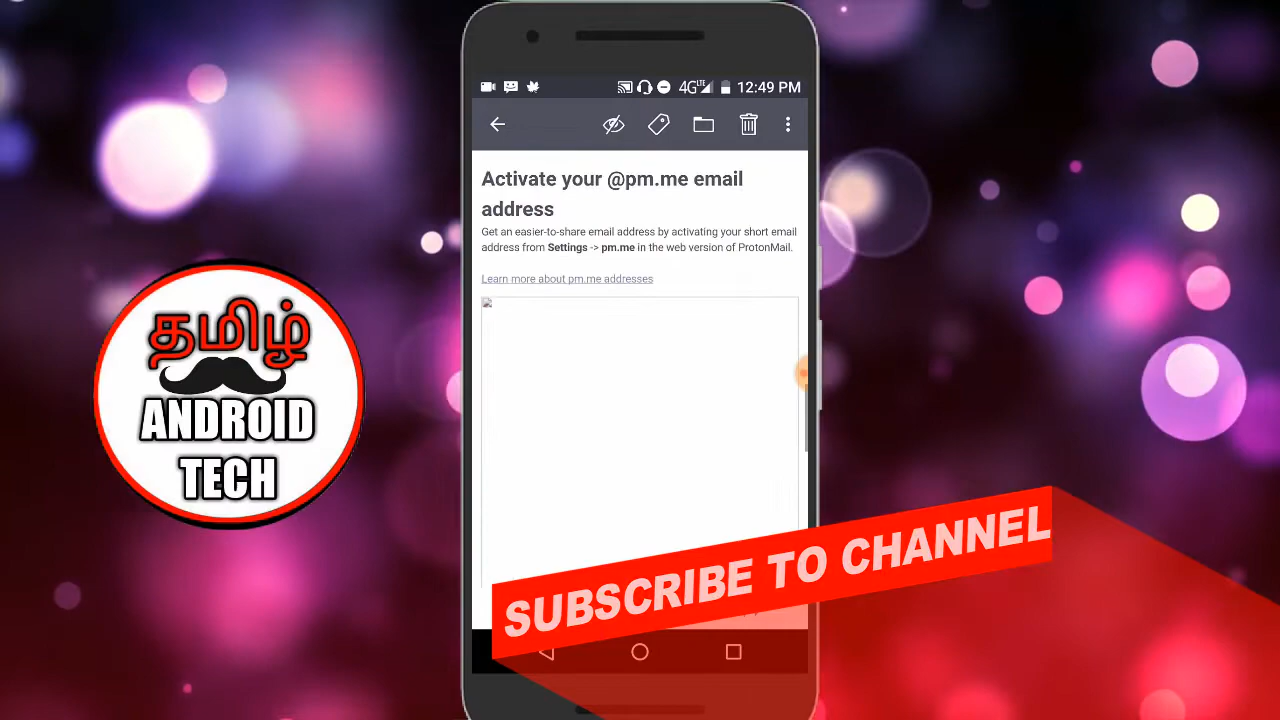 4G LTE 12:49 PM
Activate your @pm.me email
address
Get an easier-to-share email address by activating your short email
address from Settings -> pm.me in the web version of ProtonMail.
Learn more about pm.me addresses
தமிழ்
ANDROID
TECH
SUBSCRIBE TO CHANNEL